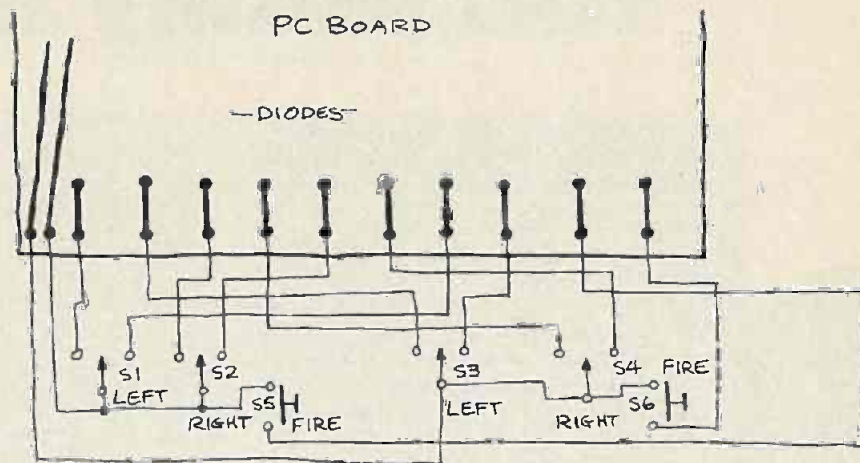 PC BOARD
-DIODES-
S1
S2
S3
S4
FIRE
LEFT
S5
LEFT
S6
RIGHT
FIRE
RIGHT